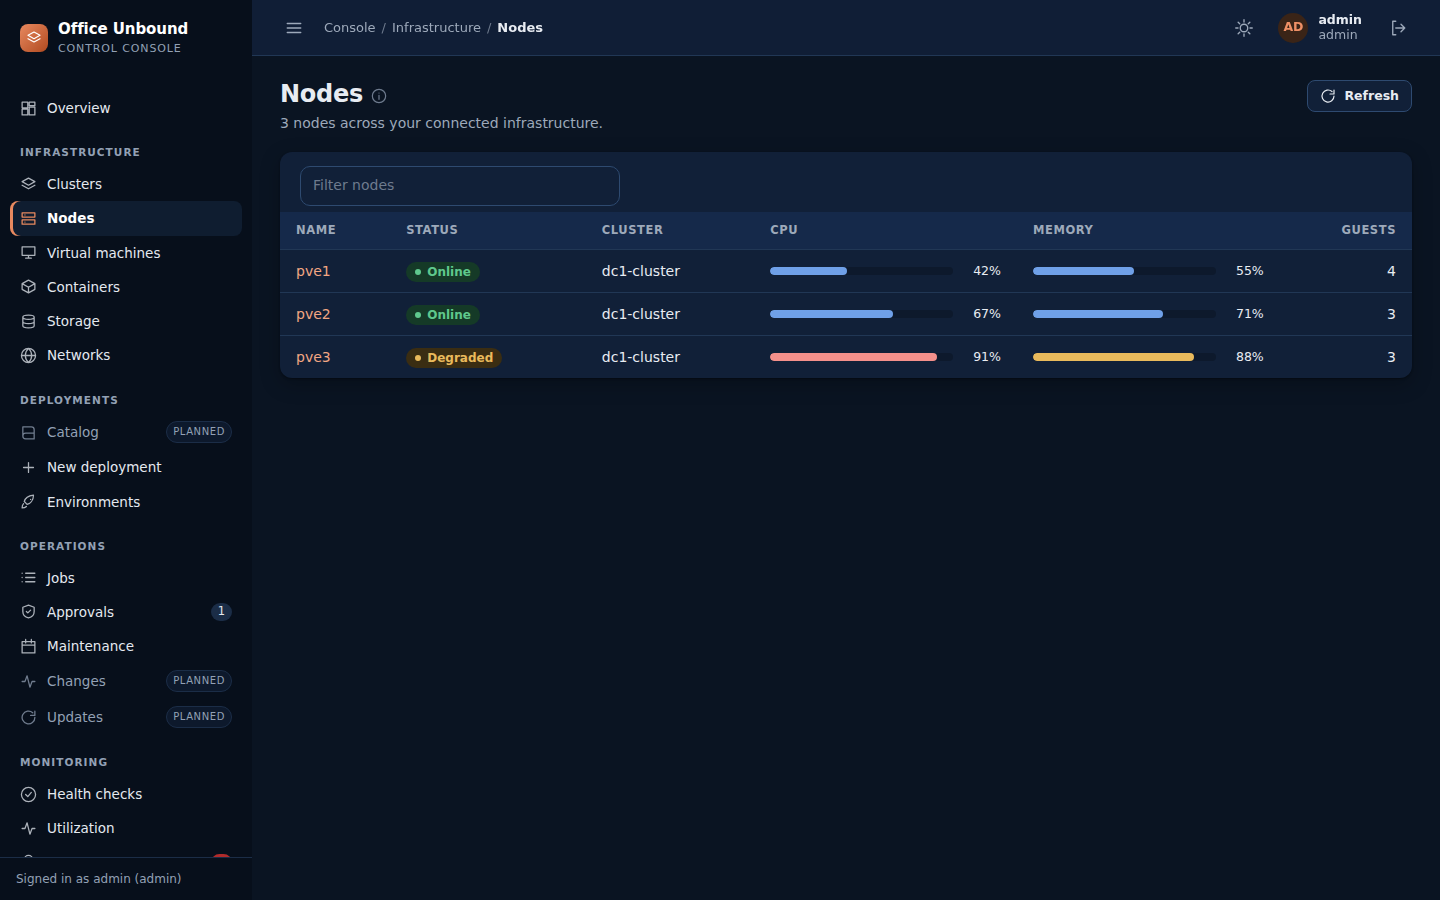 Office Unbound
CONTROL CONSOLE
Overview
INFRASTRUCTURE
Clusters
Nodes
Virtual machines
Containers
Storage
Networks
DEPLOYMENTS
Catalog PLANNED
New deployment
Environments
OPERATIONS
Jobs
Approvals 1
Maintenance
Changes PLANNED
Updates PLANNED
MONITORING
Health checks
Utilization
Signed in as admin (admin)
Console / Infrastructure / Nodes
AD admin
admin
Nodes
Refresh
3 nodes across your connected infrastructure.
Filter nodes
NAME STATUS CLUSTER CPU MEMORY GUESTS
pve1 Online dc1-cluster 42% 55% 4
pve2 Online dc1-cluster 67% 71% 3
pve3 Degraded dc1-cluster 91% 88% 3